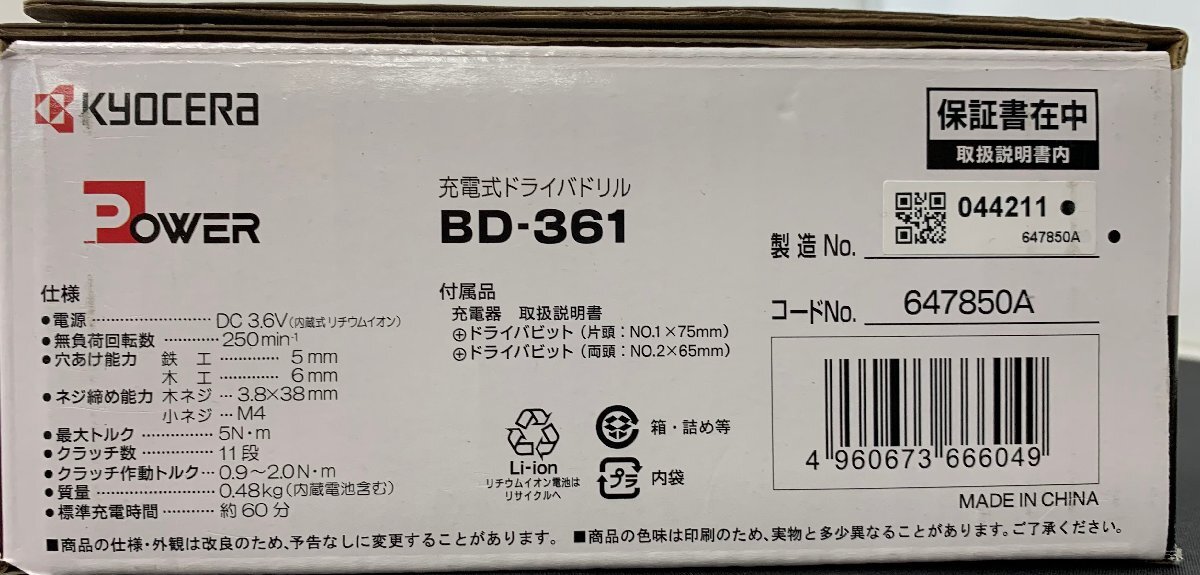 KYOCERA
POWER
充電式ドライバドリル
BD-361
保証書在中
取扱説明書内
製造No. 044211 ●
647850A
コードNo. 647850A
仕様
●電源 …………………… DC 3.6V(内蔵式リチウムイオン)
●無負荷回転数 ………… 250min-1
●穴あけ能力 鉄 工 ………… 5mm
木 工 ………… 6mm
●ネジ締め能力 木ネジ … 3.8×38mm
小ネジ … M4
●最大トルク …………… 5N・m
●クラッチ数 …………… 11段
●クラッチ作動トルク… 0.9～2.0N・m
●質量 …………………… 0.48kg(内蔵電池含む)
●標準充電時間 ………… 約60分
付属品
充電器 取扱説明書
⊕ドライバビット(片頭:NO.1×75mm)
⊕ドライバビット(両頭:NO.2×65mm)
Li-ion
リチウムイオン電池は
リサイクルへ
箱・詰め等
プラ 内袋
4 960673 666049
MADE IN CHINA
■商品の仕様・外観は改良のため、予告なしに変更することがあります。 ■商品の色味は印刷のため、実物と多少異なることがあります。ご了承ください。